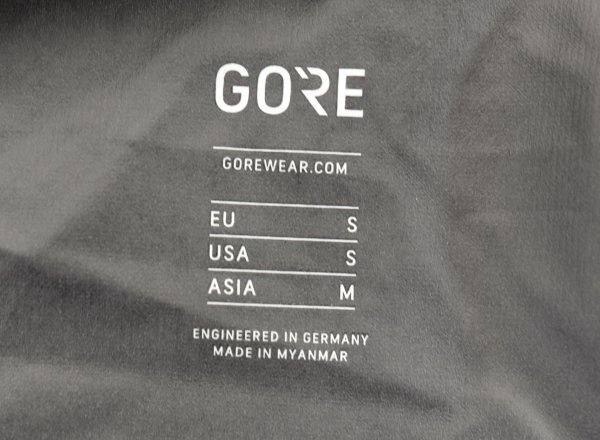 GORE
GOREWEAR.COM
EU S
USA S
ASIA M
ENGINEERED IN GERMANY
MADE IN MYANMAR